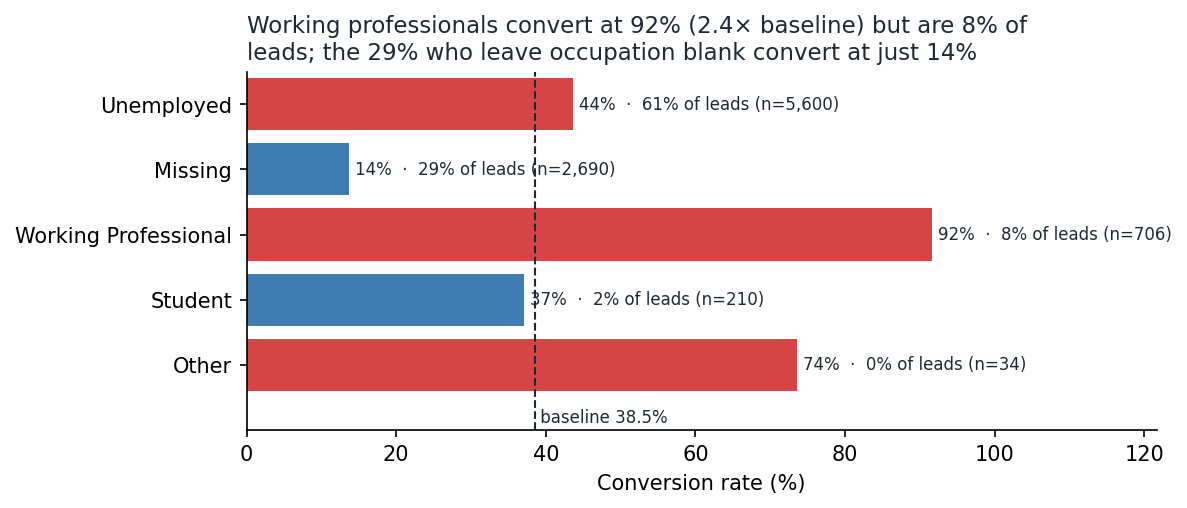 Working professionals convert at 92% (2.4× baseline) but are 8% of
leads; the 29% who leave occupation blank convert at just 14%
Unemployed
44%  ·  61% of leads (n=5,600)
Missing
14%  ·  29% of leads (n=2,690)
Working Professional
92%  ·  8% of leads (n=706)
Student
37%  ·  2% of leads (n=210)
Other
74%  ·  0% of leads (n=34)
baseline 38.5%
0 20 40 60 80 100 120
Conversion rate (%)